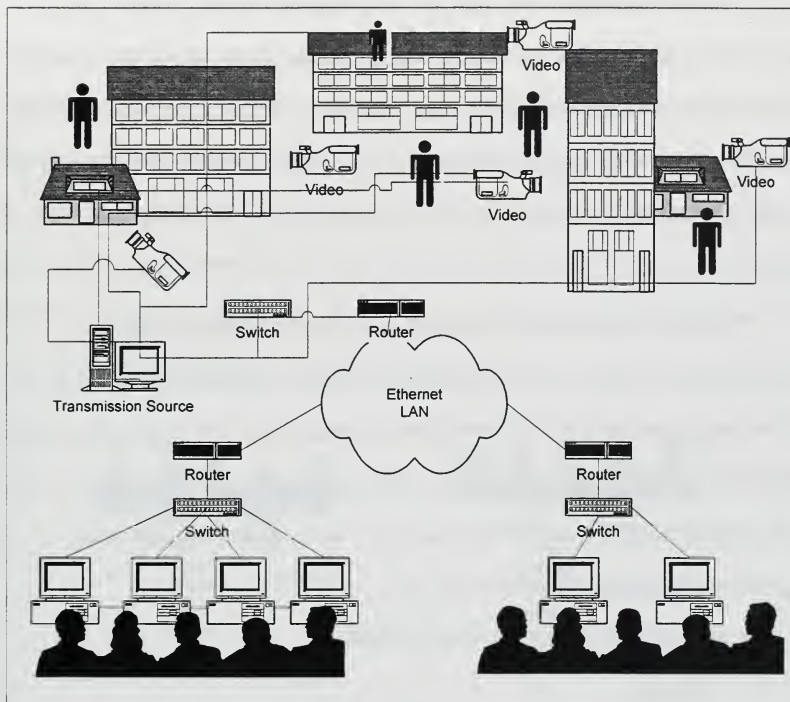 Video
Video
Video
Video
Switch
Router
Ethernet
LAN
Transmission Source
Router
Router
Switch
Switch